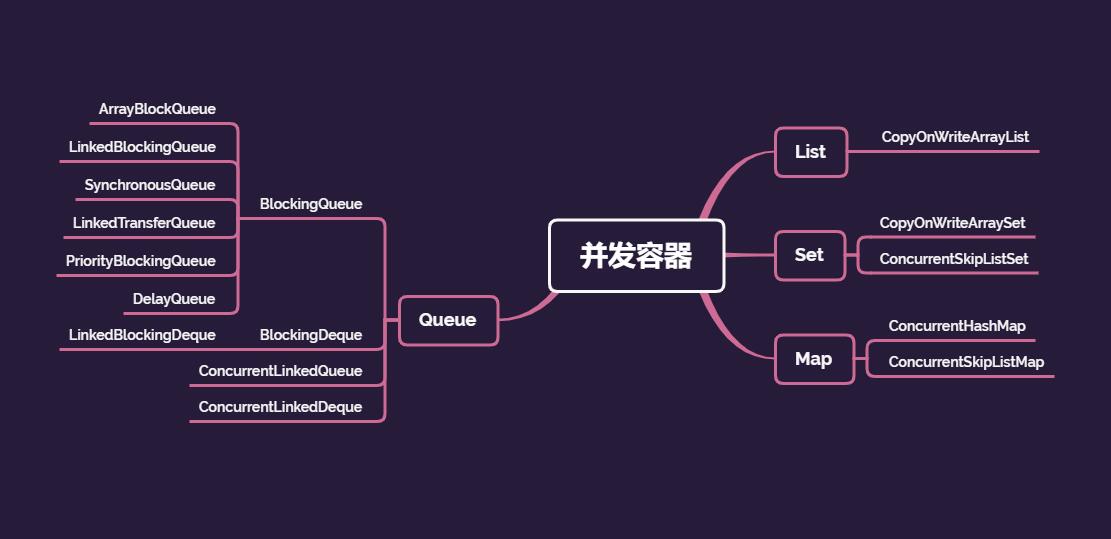 并发容器
List
CopyOnWriteArrayList
Set
CopyOnWriteArraySet
ConcurrentSkipListSet
Map
ConcurrentHashMap
ConcurrentSkipListMap
Queue
BlockingQueue
ArrayBlockQueue
LinkedBlockingQueue
SynchronousQueue
LinkedTransferQueue
PriorityBlockingQueue
DelayQueue
BlockingDeque
LinkedBlockingDeque
ConcurrentLinkedQueue
ConcurrentLinkedDeque